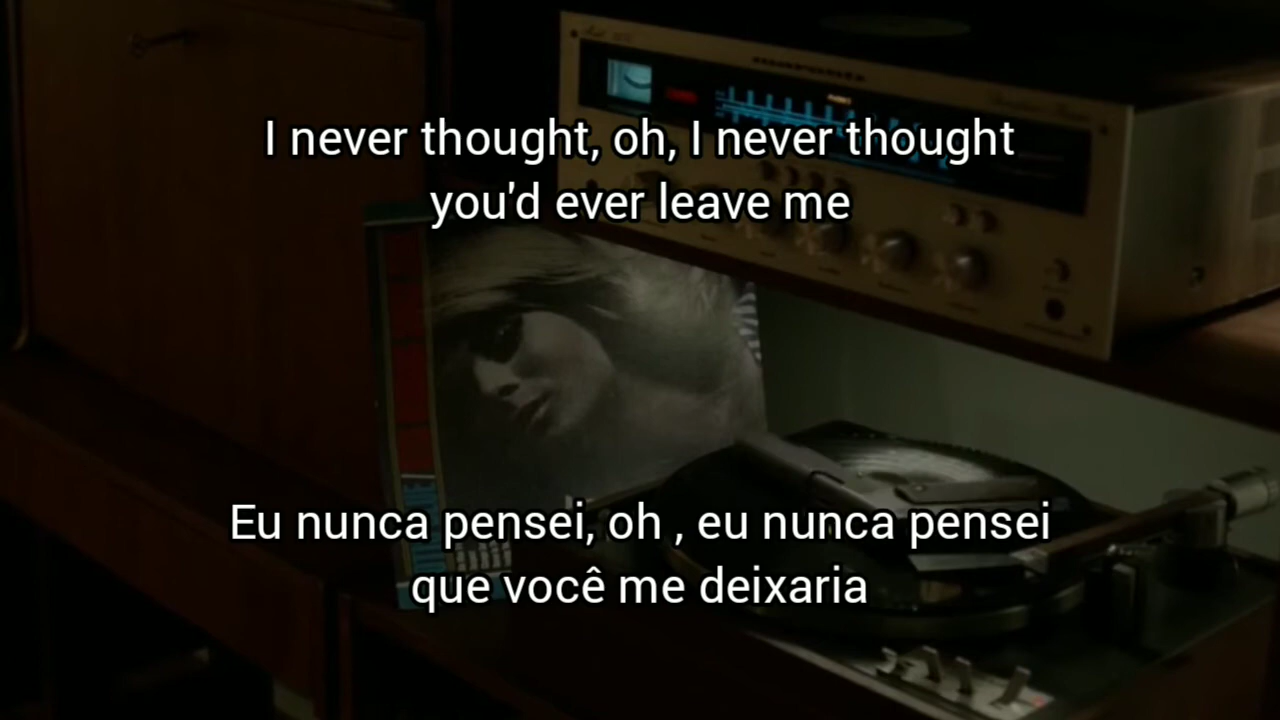 I never thought, oh, I never thought
you'd ever leave me
Eu nunca pensei, oh , eu nunca pensei
que você me deixaria